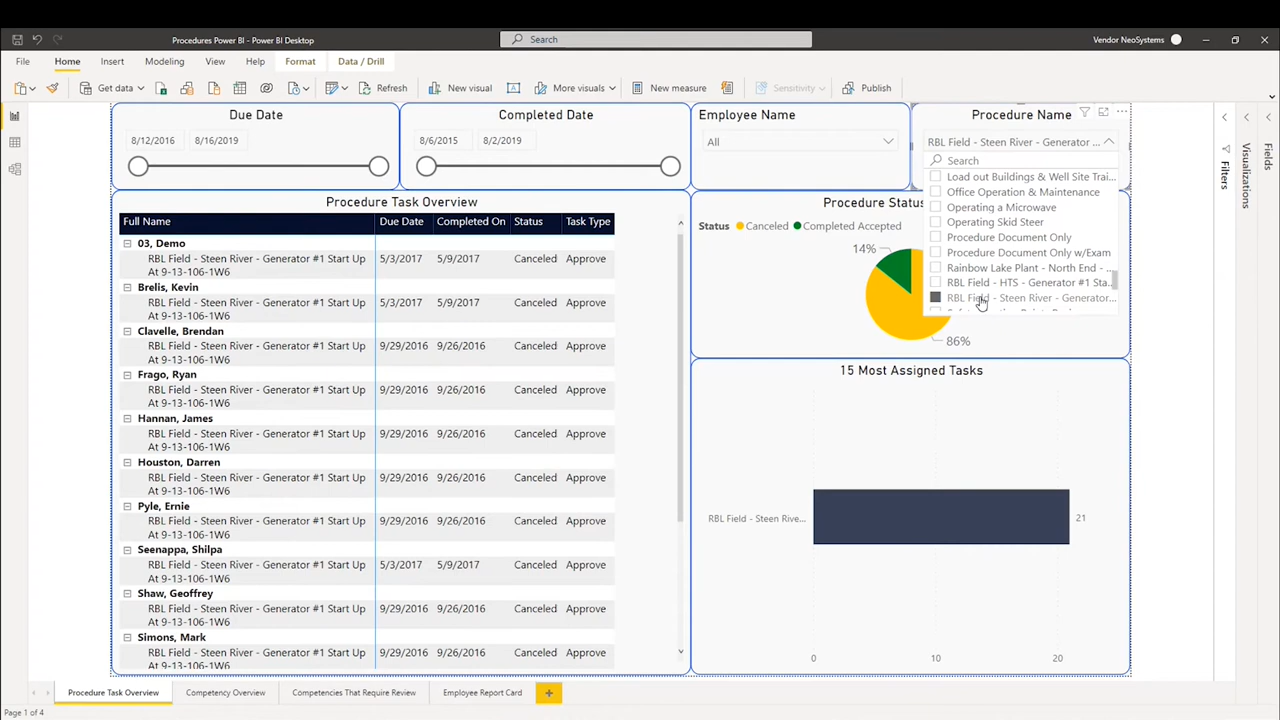 Procedures Power BI - Power BI Desktop
Search
Vendor NeoSystems
File Home Insert Modeling View Help Format Data / Drill
Get data Refresh New visual More visuals New measure Sensitivity Publish
Due Date
8/12/2016 8/16/2019
Completed Date
8/6/2015 8/2/2019
Employee Name
All
Procedure Name
RBL Field - Steen River - Generator ...
Search
Load out Buildings & Well Site Trai...
Office Operation & Maintenance
Operating a Microwave
Operating Skid Steer
Procedure Document Only
Procedure Document Only w/Exam
Rainbow Lake Plant - North End - ...
RBL Field - HTS - Generator #1 Sta...
RBL Field - Steen River - Generator...
Procedure Task Overview
Full Name Due Date Completed On Status Task Type
03, Demo
RBL Field - Steen River - Generator #1 Start Up 5/3/2017 5/9/2017 Canceled Approve
At 9-13-106-1W6
Brelis, Kevin
RBL Field - Steen River - Generator #1 Start Up 5/3/2017 5/9/2017 Canceled Approve
At 9-13-106-1W6
Clavelle, Brendan
RBL Field - Steen River - Generator #1 Start Up 9/29/2016 9/26/2016 Canceled Approve
At 9-13-106-1W6
Frago, Ryan
RBL Field - Steen River - Generator #1 Start Up 9/29/2016 9/26/2016 Canceled Approve
At 9-13-106-1W6
Hannan, James
RBL Field - Steen River - Generator #1 Start Up 9/29/2016 9/26/2016 Canceled Approve
At 9-13-106-1W6
Houston, Darren
RBL Field - Steen River - Generator #1 Start Up 9/29/2016 9/26/2016 Canceled Approve
At 9-13-106-1W6
Pyle, Ernie
RBL Field - Steen River - Generator #1 Start Up 9/29/2016 9/26/2016 Canceled Approve
At 9-13-106-1W6
Seenappa, Shilpa
RBL Field - Steen River - Generator #1 Start Up 5/3/2017 5/9/2017 Canceled Approve
At 9-13-106-1W6
Shaw, Geoffrey
RBL Field - Steen River - Generator #1 Start Up 9/29/2016 9/26/2016 Canceled Approve
At 9-13-106-1W6
Simons, Mark
RBL Field - Steen River - Generator #1 Start Up 9/29/2016 9/26/2016 Canceled Approve
At 9-13-106-1W6
Procedure Status
Status Canceled Completed Accepted
14%
86%
15 Most Assigned Tasks
RBL Field - Steen Rive... 21
0 10 20
Filters
Visualizations
Fields
Procedure Task Overview Competency Overview Competencies That Require Review Employee Report Card
Page 1 of 4